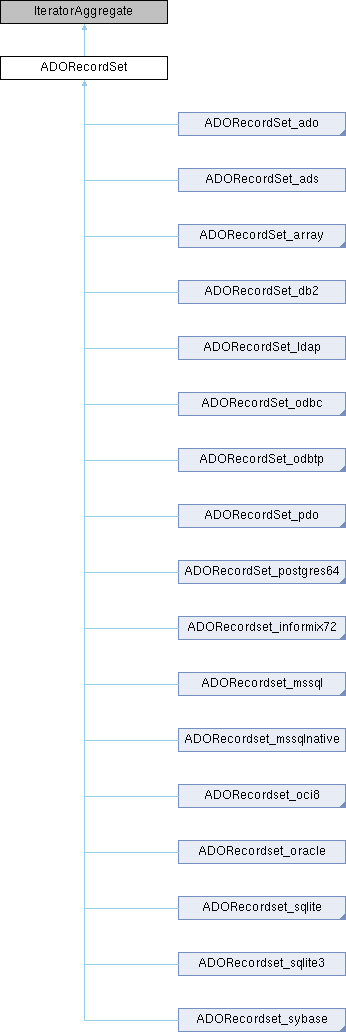 IteratorAggregate
ADORecordSet
ADORecordSet_ado
ADORecordSet_ads
ADORecordSet_array
ADORecordSet_db2
ADORecordSet_ldap
ADORecordSet_odbc
ADORecordSet_odbtp
ADORecordSet_pdo
ADORecordSet_postgres64
ADORecordset_informix72
ADORecordset_mssql
ADORecordset_mssqlnative
ADORecordset_oci8
ADORecordset_oracle
ADORecordset_sqlite
ADORecordset_sqlite3
ADORecordset_sybase